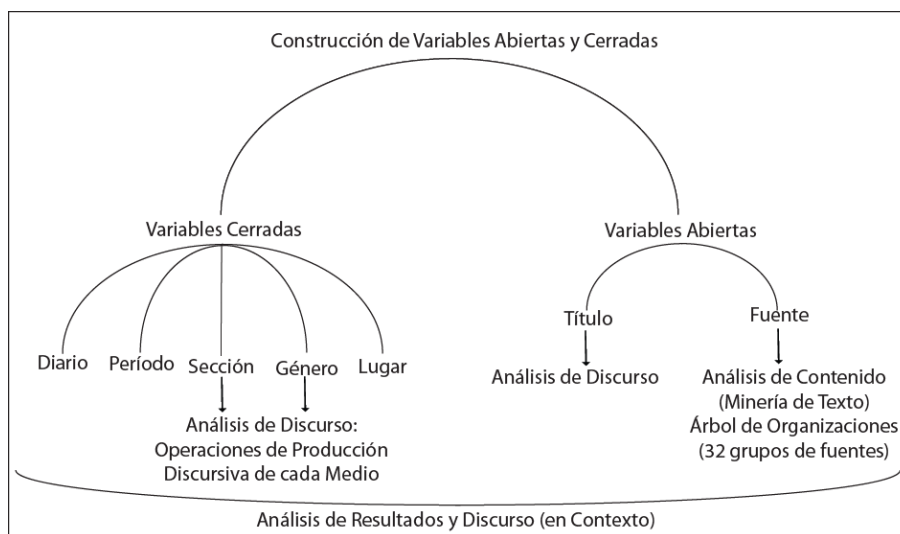 Construcción de Variables Abiertas y Cerradas
Variables Cerradas
Variables Abiertas
Diario
Período
Sección
Género
Lugar
Análisis de Discurso:
Operaciones de Producción
Discursiva de cada Medio
Título
Análisis de Discurso
Fuente
Análisis de Contenido
(Minería de Texto)
Árbol de Organizaciones
(32 grupos de fuentes)
Análisis de Resultados y Discurso (en Contexto)